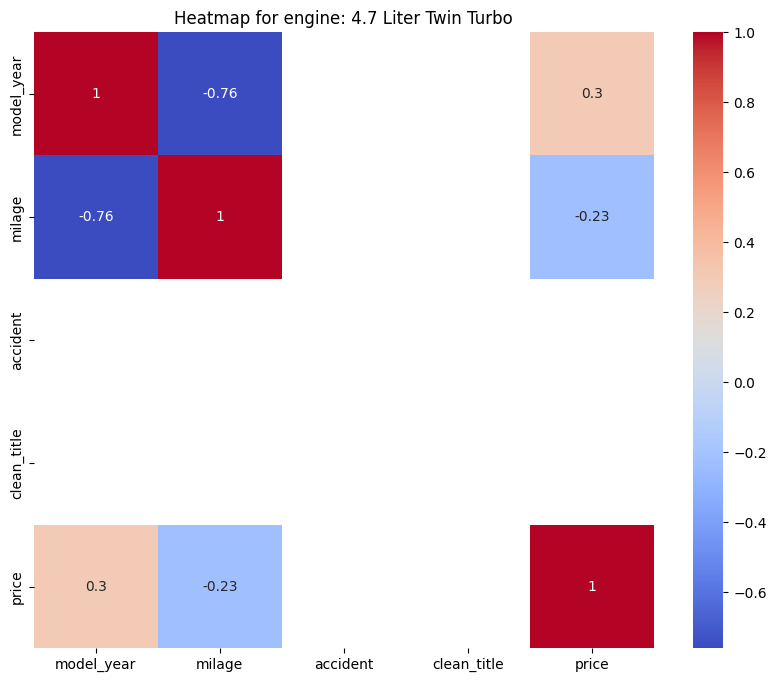 Heatmap for engine: 4.7 Liter Twin Turbo
model_year
1
-0.76
0.3
milage
-0.76
1
-0.23
accident
clean_title
price
0.3
-0.23
1
model_year
milage
accident
clean_title
price
1.0
0.8
0.6
0.4
0.2
0.0
−0.2
−0.4
−0.6